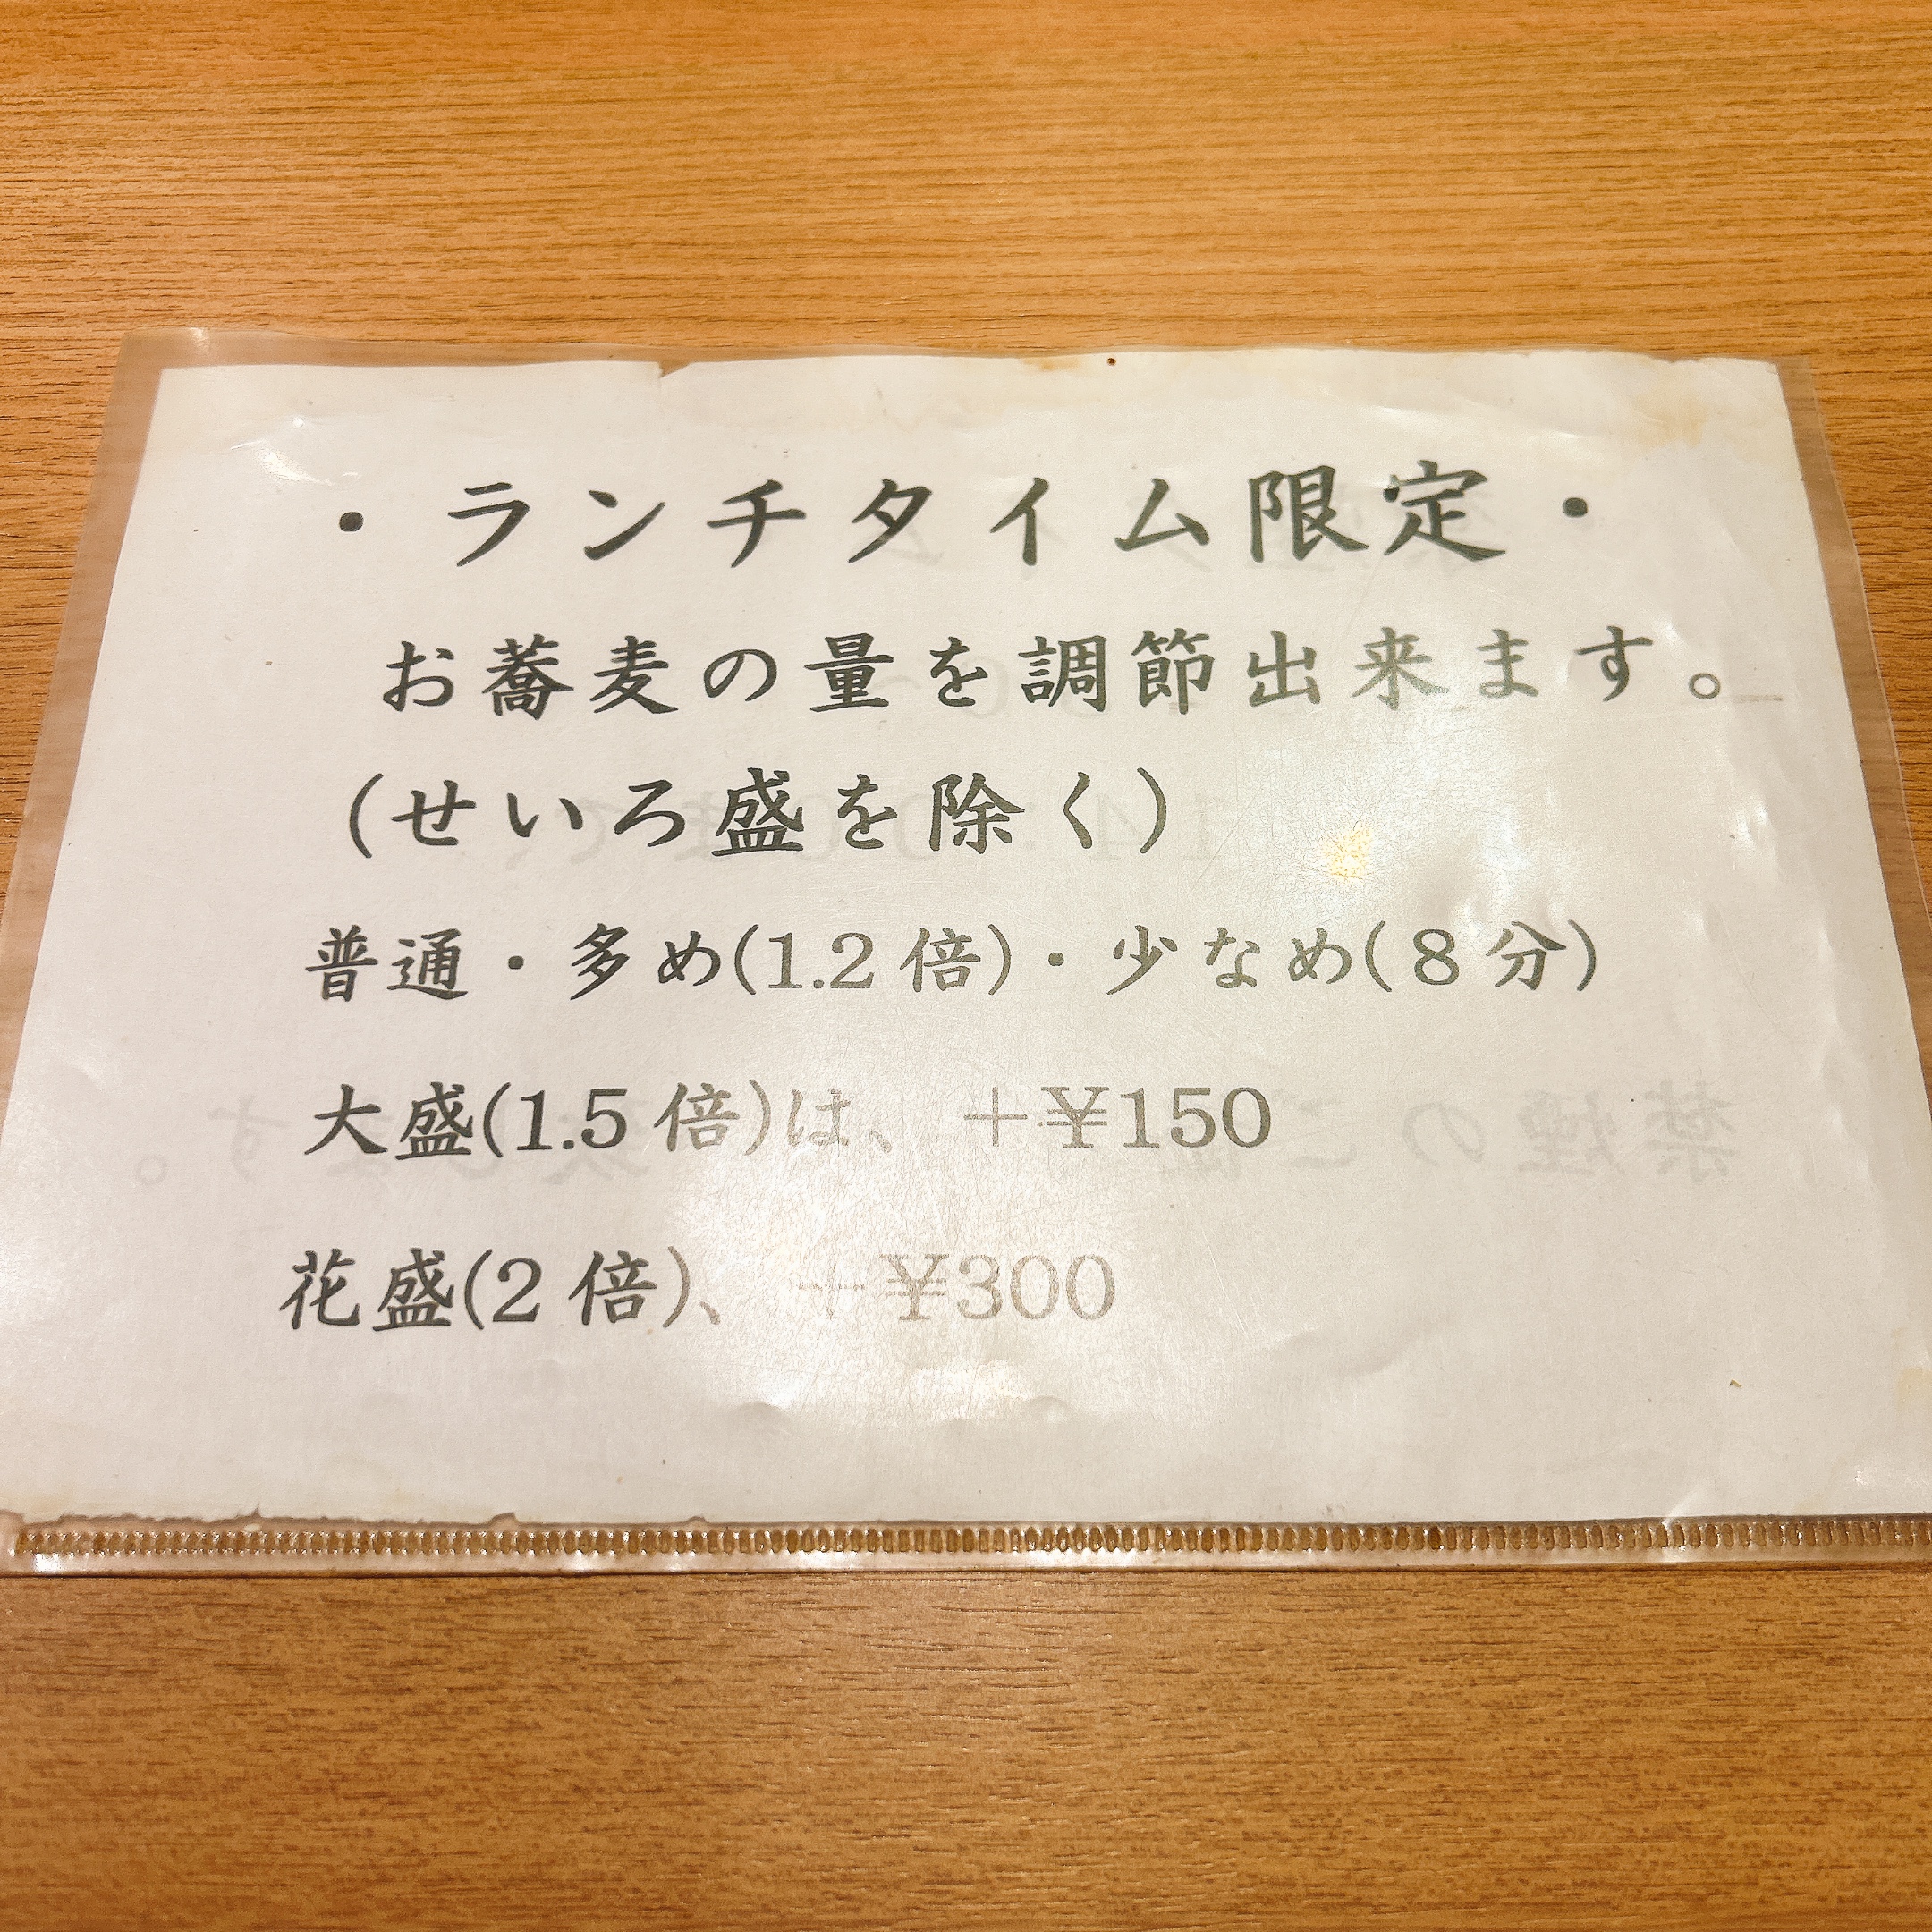 ・ランチタイム限定・
お蕎麦の量を調節出来ます。
(せいろ盛を除く)
普通・多め(1.2倍)・少なめ(8分)
大盛(1.5倍)は、 +¥150
花盛(2倍)、 +¥300